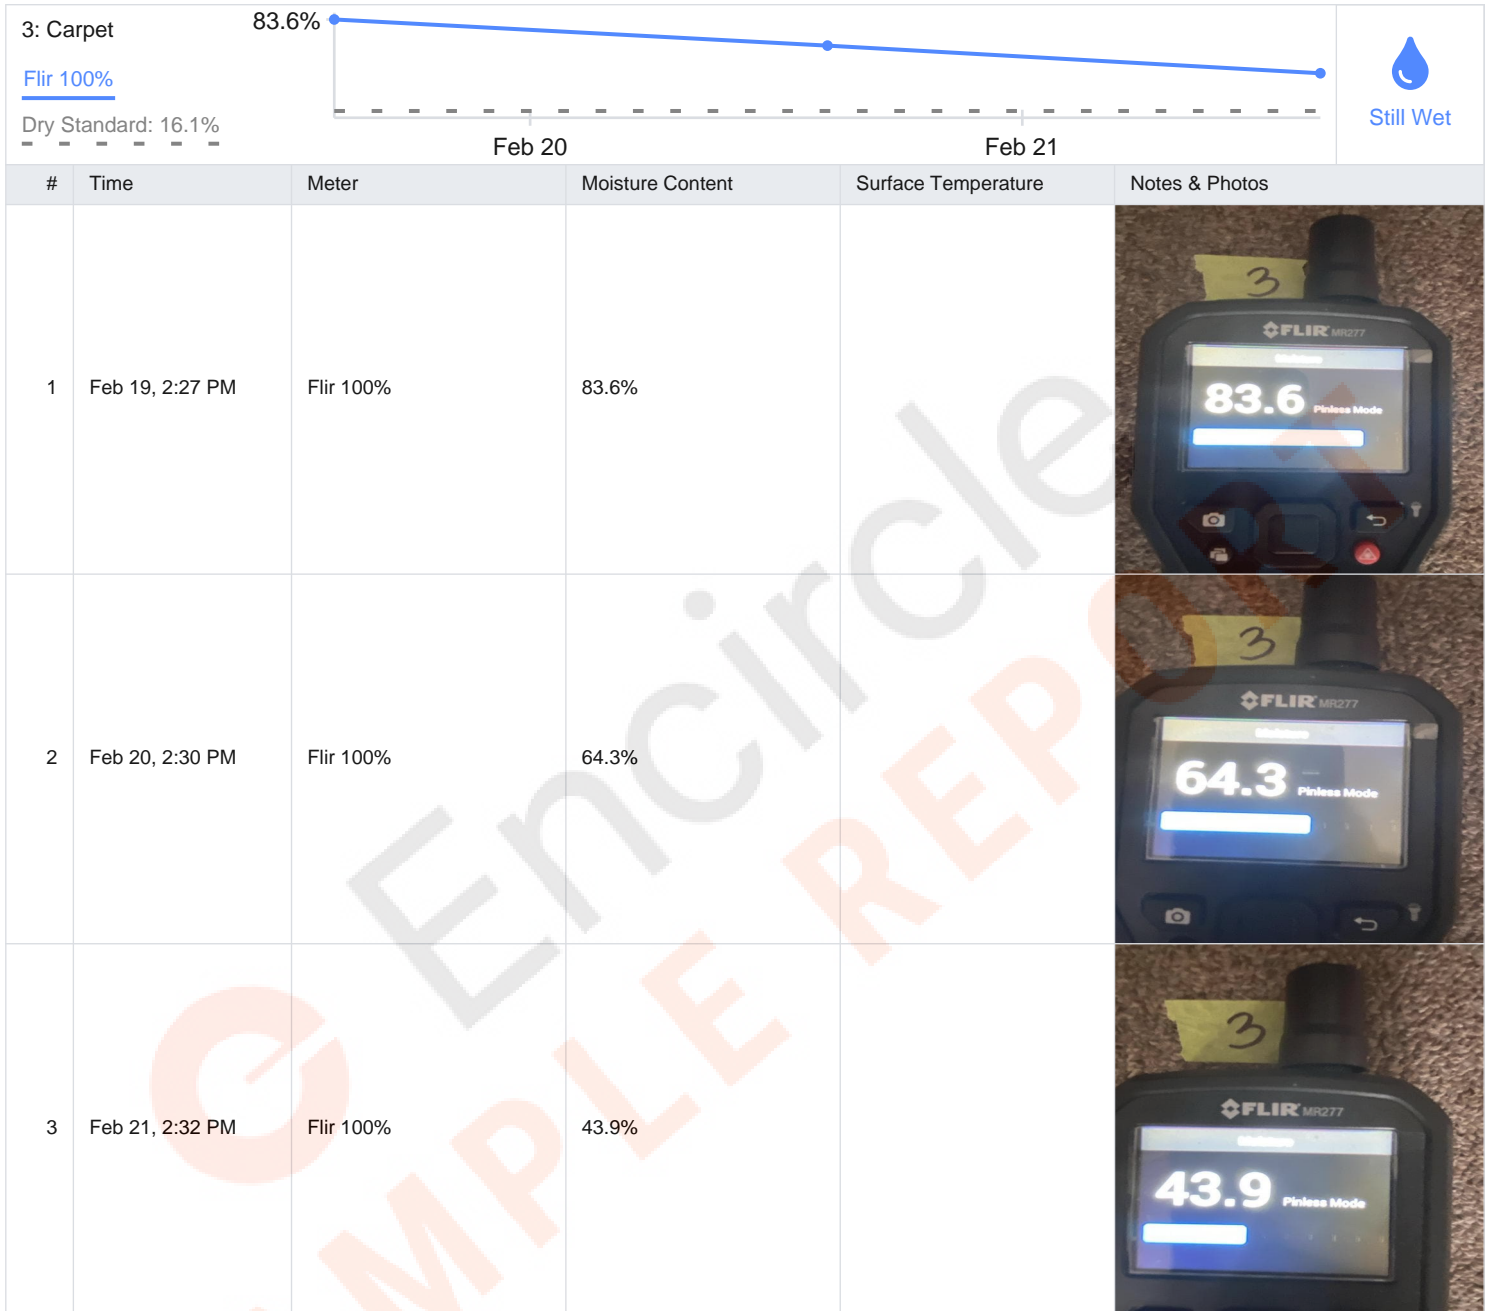 3: Carpet
83.6%
Flir 100%
Dry Standard: 16.1%
Feb 20
Feb 21
Still Wet
# Time Meter Moisture Content Surface Temperature Notes & Photos
1 Feb 19, 2:27 PM Flir 100% 83.6%
3
FLIR MR277
Moisture
83.6 Pinless Mode
2 Feb 20, 2:30 PM Flir 100% 64.3%
3
FLIR MR277
Moisture
64.3 Pinless Mode
3 Feb 21, 2:32 PM Flir 100% 43.9%
3
FLIR MR277
Moisture
43.9 Pinless Mode
Encircle
MPLE REPORT